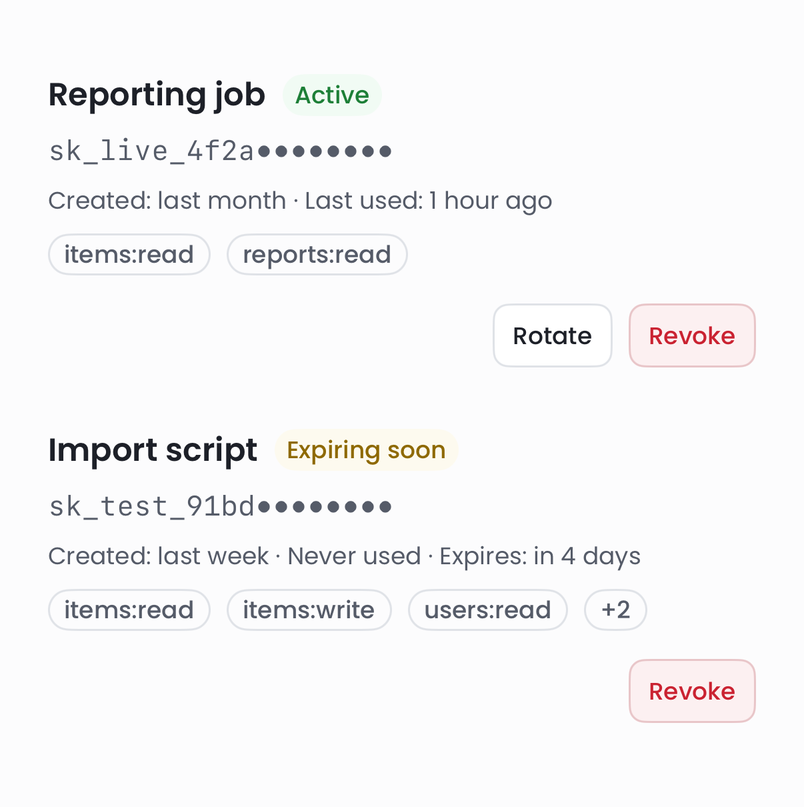 Reporting job Active
sk_live_4f2a••••••••
Created: last month · Last used: 1 hour ago
items:read reports:read
Rotate Revoke
Import script Expiring soon
sk_test_91bd••••••••
Created: last week · Never used · Expires: in 4 days
items:read items:write users:read +2
Revoke